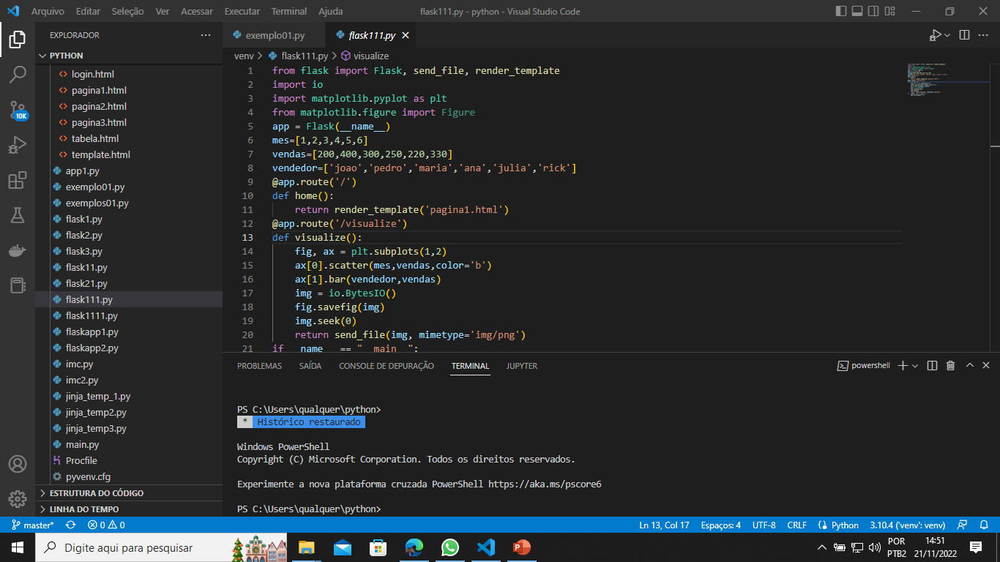 Arquivo Editar Seleção Ver Acessar Executar Terminal Ajuda flask111.py - python - Visual Studio Code
EXPLORADOR
PYTHON
login.html
pagina1.html
pagina2.html
pagina3.html
tabela.html
template.html
app1.py
exemplo01.py
exemplos01.py
flask1.py
flask2.py
flask3.py
flask11.py
flask21.py
flask111.py
flask1111.py
flaskapp1.py
flaskapp2.py
imc.py
imc2.py
jinja_temp_1.py
jinja_temp2.py
jinja_temp3.py
main.py
Procfile
pyvenv.cfg
ESTRUTURA DO CÓDIGO
LINHA DO TEMPO
10K
exemplo01.py flask111.py
venv > flask111.py > visualize
1 from flask import Flask, send_file, render_template
2 import io
3 import matplotlib.pyplot as plt
4 from matplotlib.figure import Figure
5 app = Flask(__name__)
6 mes=[1,2,3,4,5,6]
7 vendas=[200,400,300,250,220,330]
8 vendedor=['joao','pedro','maria','ana','julia','rick']
9 @app.route('/')
10 def home():
11 return render_template('pagina1.html')
12 @app.route('/visualize')
13 def visualize():
14 fig, ax = plt.subplots(1,2)
15 ax[0].scatter(mes,vendas,color='b')
16 ax[1].bar(vendedor,vendas)
17 img = io.BytesIO()
18 fig.savefig(img)
19 img.seek(0)
20 return send_file(img, mimetype='img/png')
21 if __name__ == "__main__":
PROBLEMAS SAÍDA CONSOLE DE DEPURAÇÃO TERMINAL JUPYTER
powershell
PS C:\Users\qualquer\python>
* Histórico restaurado
Windows PowerShell
Copyright (C) Microsoft Corporation. Todos os direitos reservados.
Experimente a nova plataforma cruzada PowerShell https://aka.ms/pscore6
PS C:\Users\qualquer\python>
master* 0 0 Ln 13, Col 17 Espaços: 4 UTF-8 CRLF Python 3.10.4 ('venv': venv)
Digite aqui para pesquisar
POR
PTB2
14:51
21/11/2022